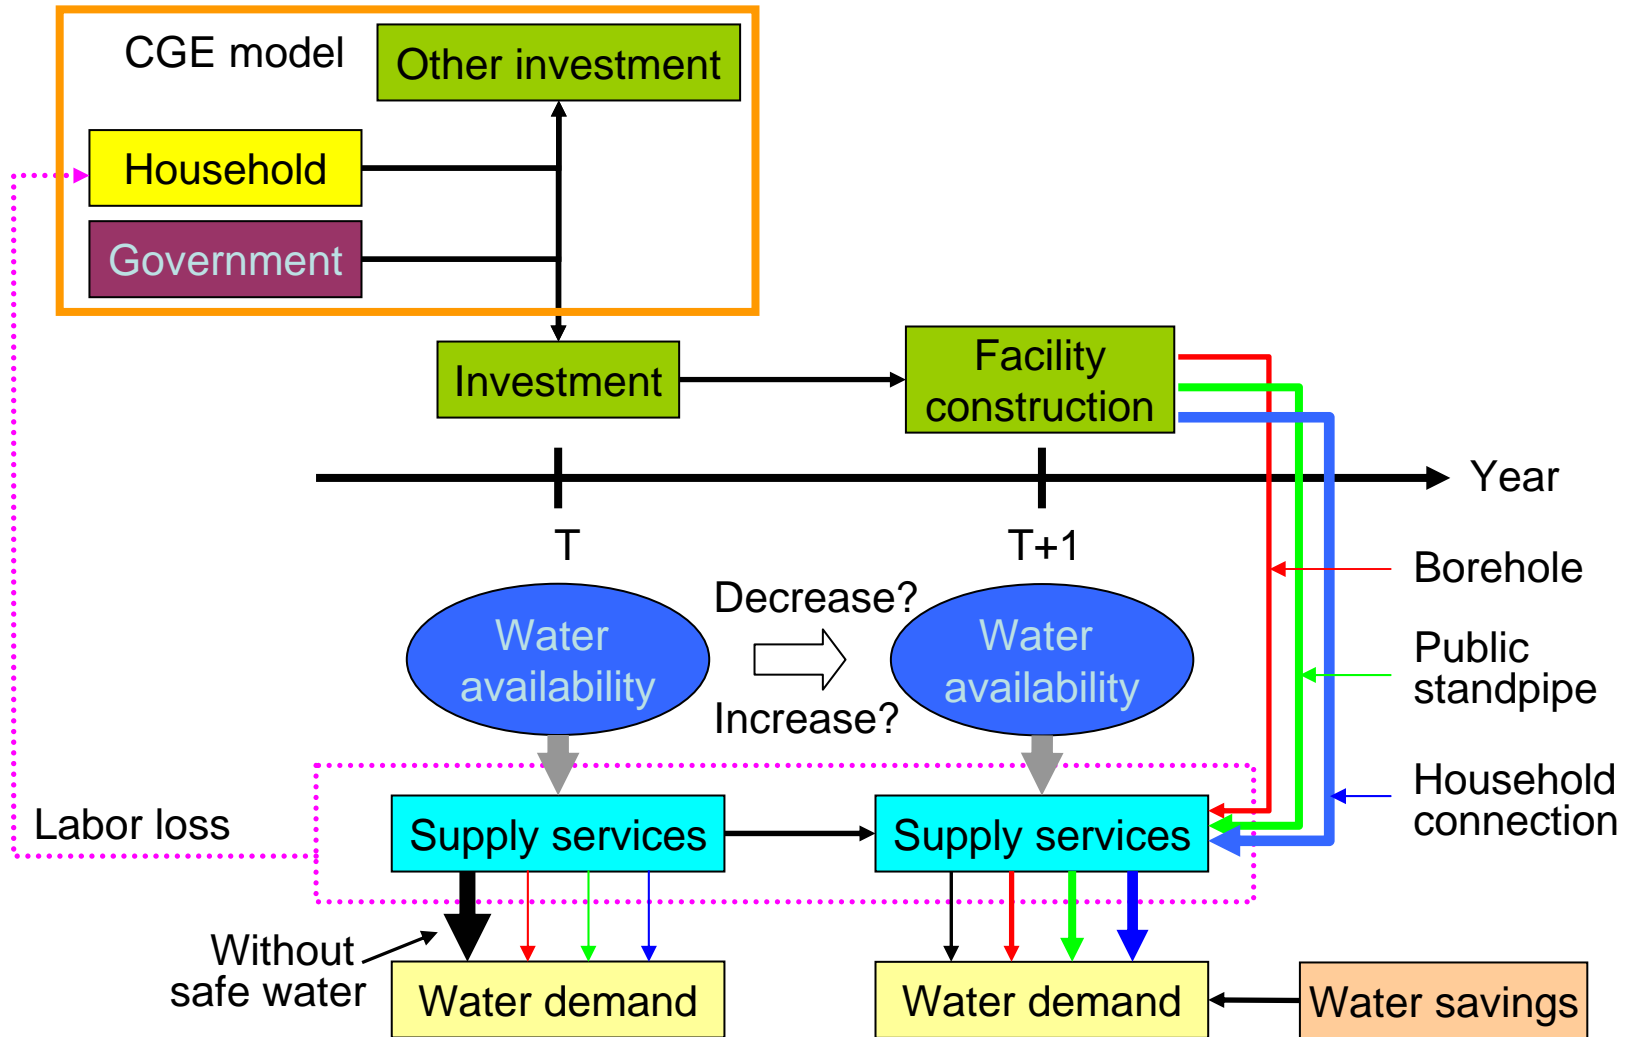 CGE model
Other investment
Household
Government
Investment
Facility
construction
Year
T
T+1
Borehole
Decrease?
Water
availability
Water
availability
Public
standpipe
Increase?
Household
connection
Labor loss
Supply services
Supply services
Without
safe water
Water demand
Water demand
Water savings